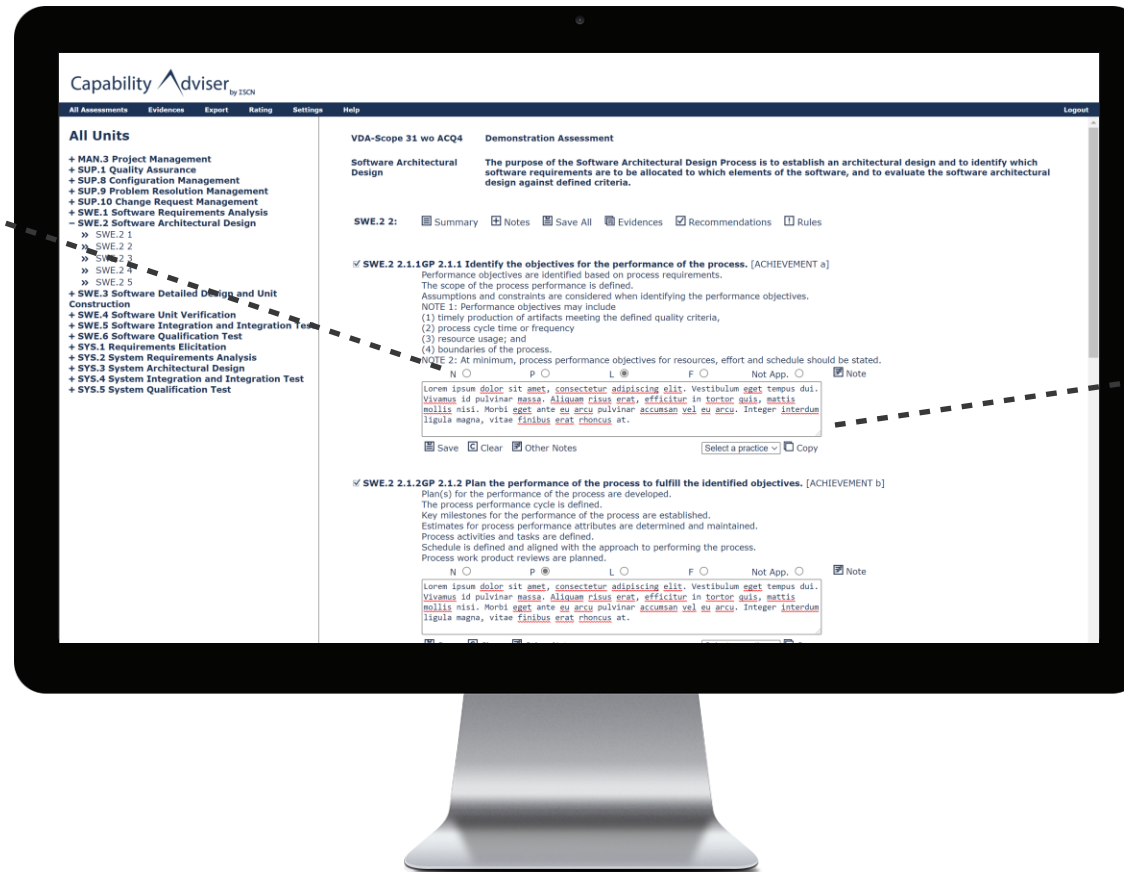 Capability Adviser
by ISCN
All Assessments Evidences Export Rating Settings Help Logout
All Units
+ MAN.3 Project Management
+ SUP.1 Quality Assurance
+ SUP.8 Configuration Management
+ SUP.9 Problem Resolution Management
+ SUP.10 Change Request Management
+ SWE.1 Software Requirements Analysis
− SWE.2 Software Architectural Design
» SWE.2 1
» SWE.2 2
» SWE.2 3
» SWE.2 4
» SWE.2 5
+ SWE.3 Software Detailed Design and Unit
Construction
+ SWE.4 Software Unit Verification
+ SWE.5 Software Integration and Integration Test
+ SWE.6 Software Qualification Test
+ SYS.1 Requirements Elicitation
+ SYS.2 System Requirements Analysis
+ SYS.3 System Architectural Design
+ SYS.4 System Integration and Integration Test
+ SYS.5 System Qualification Test
VDA-Scope 31 wo ACQ4 Demonstration Assessment
Software Architectural
Design
The purpose of the Software Architectural Design Process is to establish an architectural design and to identify which
software requirements are to be allocated to which elements of the software, and to evaluate the software architectural
design against defined criteria.
SWE.2 2: Summary Notes Save All Evidences Recommendations Rules
SWE.2 2.1.1GP 2.1.1 Identify the objectives for the performance of the process. [ACHIEVEMENT a]
Performance objectives are identified based on process requirements.
The scope of the process performance is defined.
Assumptions and constraints are considered when identifying the performance objectives.
NOTE 1: Performance objectives may include
(1) timely production of artifacts meeting the defined quality criteria,
(2) process cycle time or frequency
(3) resource usage; and
(4) boundaries of the process.
NOTE 2: At minimum, process performance objectives for resources, effort and schedule should be stated.
N P L F Not App. Note
Lorem ipsum dolor sit amet, consectetur adipiscing elit. Vestibulum eget tempus dui.
Vivamus id pulvinar massa. Aliquam risus erat, efficitur in tortor quis, mattis
mollis nisi. Morbi eget ante eu arcu pulvinar accumsan vel eu arcu. Integer interdum
ligula magna, vitae finibus erat rhoncus at.
Save Clear Other Notes Select a practice Copy
SWE.2 2.1.2GP 2.1.2 Plan the performance of the process to fulfill the identified objectives. [ACHIEVEMENT b]
Plan(s) for the performance of the process are developed.
The process performance cycle is defined.
Key milestones for the performance of the process are established.
Estimates for process performance attributes are determined and maintained.
Process activities and tasks are defined.
Schedule is defined and aligned with the approach to performing the process.
Process work product reviews are planned.
N P L F Not App. Note
Lorem ipsum dolor sit amet, consectetur adipiscing elit. Vestibulum eget tempus dui.
Vivamus id pulvinar massa. Aliquam risus erat, efficitur in tortor quis, mattis
mollis nisi. Morbi eget ante eu arcu pulvinar accumsan vel eu arcu. Integer interdum
ligula magna, vitae finibus erat rhoncus at.